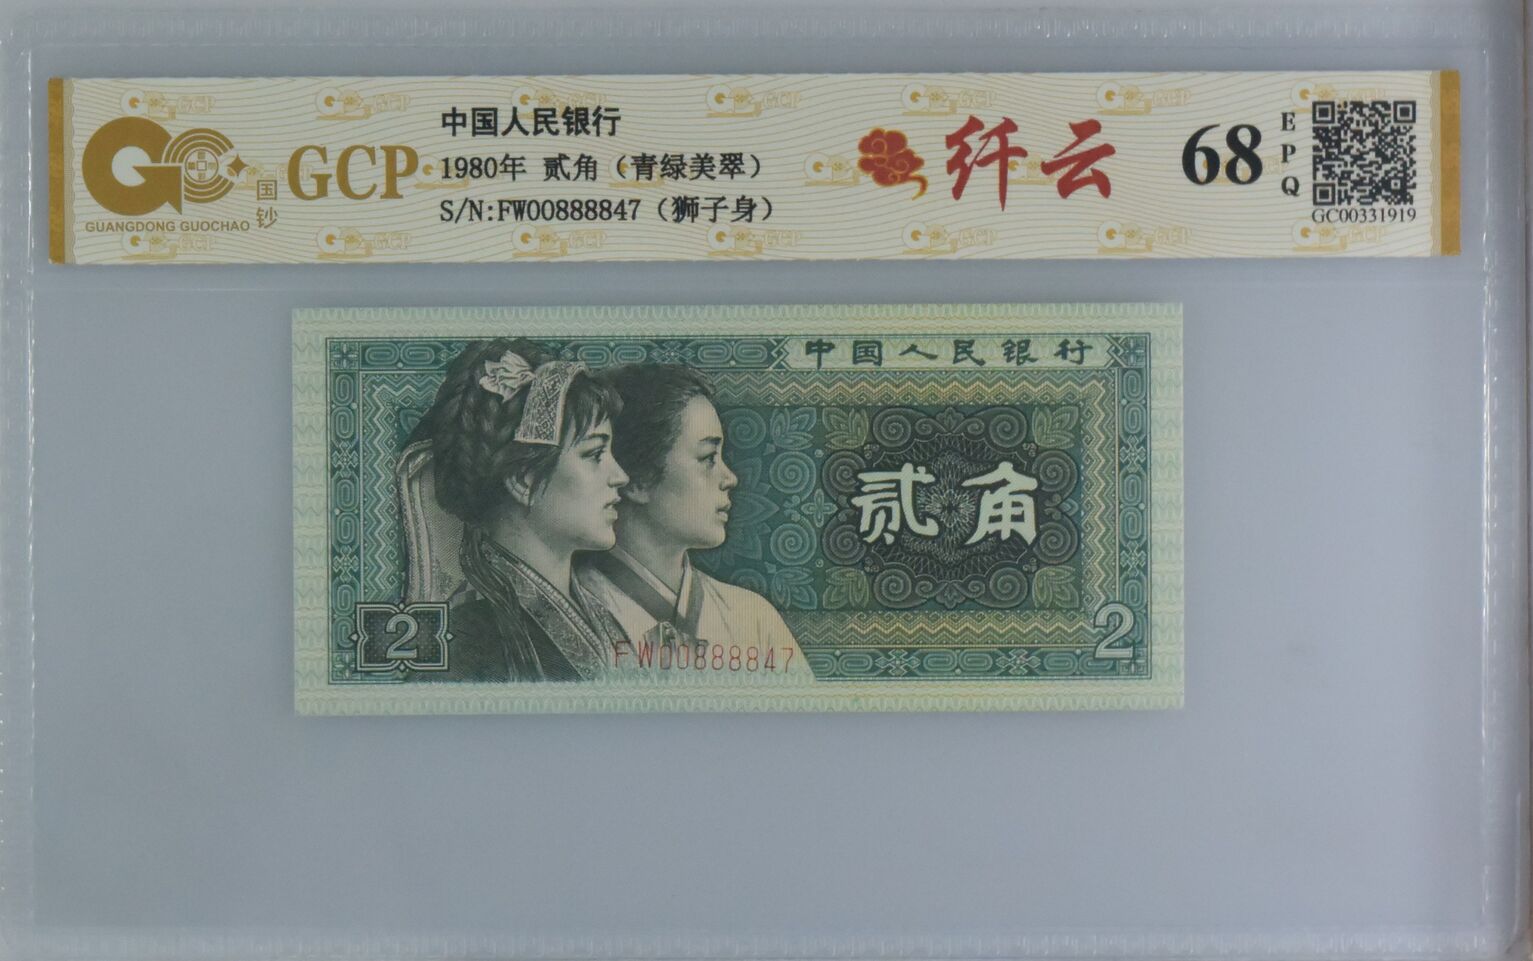 GCP
国钞
GUANGDONG GUOCHAO
中国人民银行
1980年 贰角（青绿美翠）
S/N:FW00888847（狮子身）
纤云
68
EPQ
GC00331919
中国人民银行
贰角
2
2
FW00888847